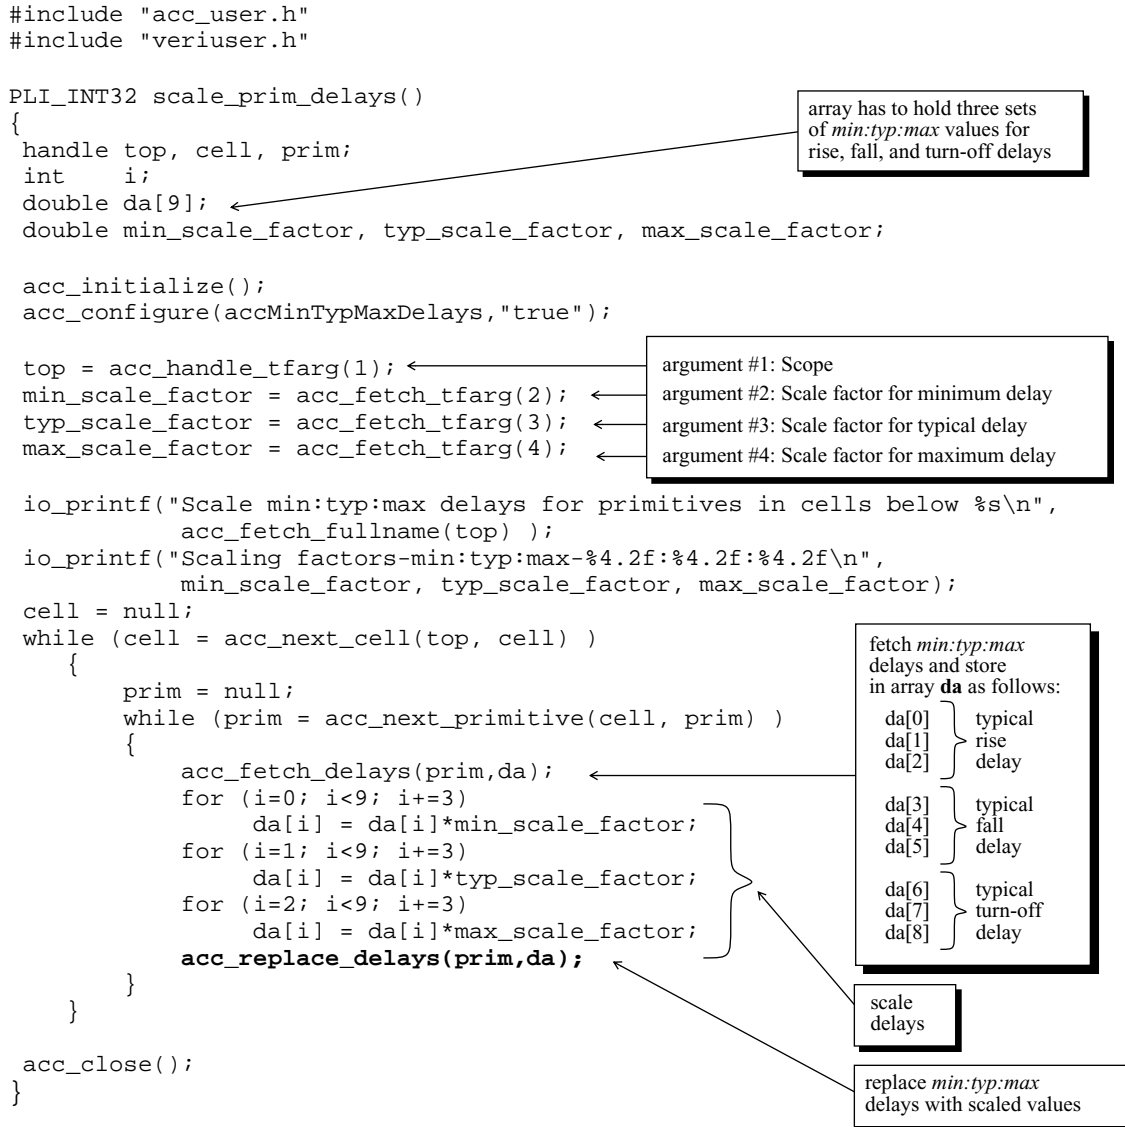 #include "acc_user.h"
#include "veriuser.h"
PLI_INT32 scale_prim_delays()
{
handle top, cell, prim;
int i;
double da[9];
double min_scale_factor, typ_scale_factor, max_scale_factor;
array has to hold three sets
of min:typ:max values for
rise, fall, and turn-off delays
acc_initialize();
acc_configure(accMinTypMaxDelays,"true");
top = acc_handle_tfarg(1);
min_scale_factor = acc_fetch_tfarg(2);
typ_scale_factor = acc_fetch_tfarg(3);
max_scale_factor = acc_fetch_tfarg(4);
argument #1: Scope
argument #2: Scale factor for minimum delay
argument #3: Scale factor for typical delay
argument #4: Scale factor for maximum delay
io_printf("Scale min:typ:max delays for primitives in cells below %s\n",
acc_fetch_fullname(top) );
io_printf("Scaling factors-min:typ:max-%4.2f:%4.2f:%4.2f\n",
min_scale_factor, typ_scale_factor, max_scale_factor);
cell = null;
while (cell = acc_next_cell(top, cell) )
{
prim = null;
while (prim = acc_next_primitive(cell, prim) )
{
acc_fetch_delays(prim,da);
for (i=0; i<9; i+=3)
da[i] = da[i]*min_scale_factor;
for (i=1; i<9; i+=3)
da[i] = da[i]*typ_scale_factor;
for (i=2; i<9; i+=3)
da[i] = da[i]*max_scale_factor;
acc_replace_delays(prim,da);
}
}
acc_close();
}
fetch min:typ:max
delays and store
in array da as follows:
da[0] typical
da[1] rise
da[2] delay
da[3] typical
da[4] fall
da[5] delay
da[6] typical
da[7] turn-off
da[8] delay
scale
delays
replace min:typ:max
delays with scaled values